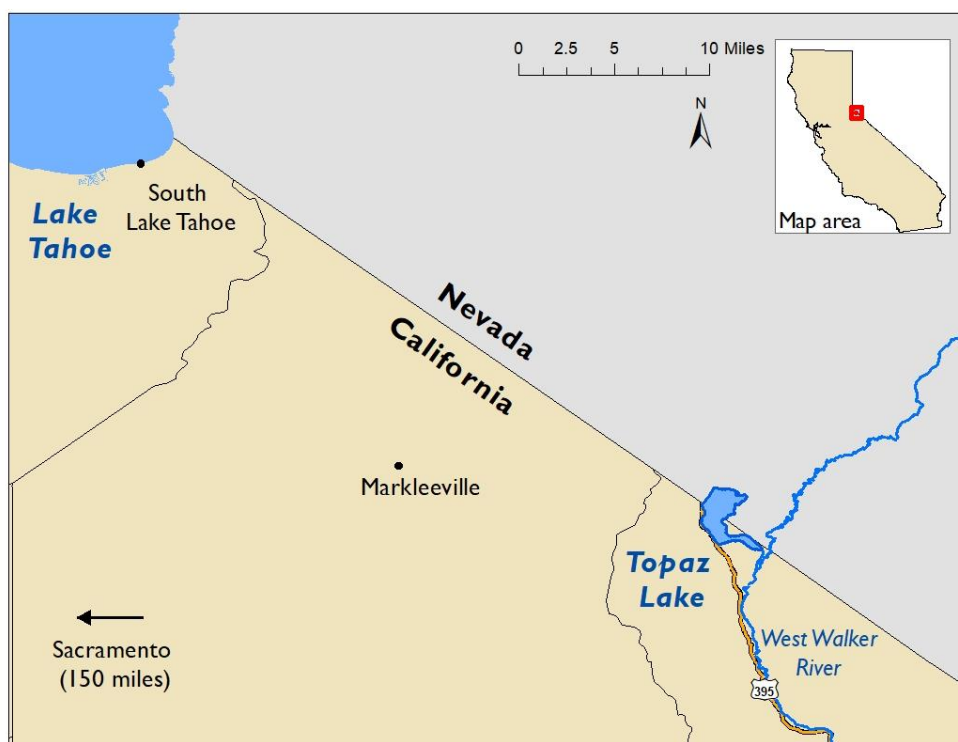 0 2.5 5 10 Miles
N
Map area
South
Lake Tahoe
Lake
Tahoe
Nevada
California
Markleeville
Topaz
Lake
Sacramento
(150 miles)
West Walker
River
395